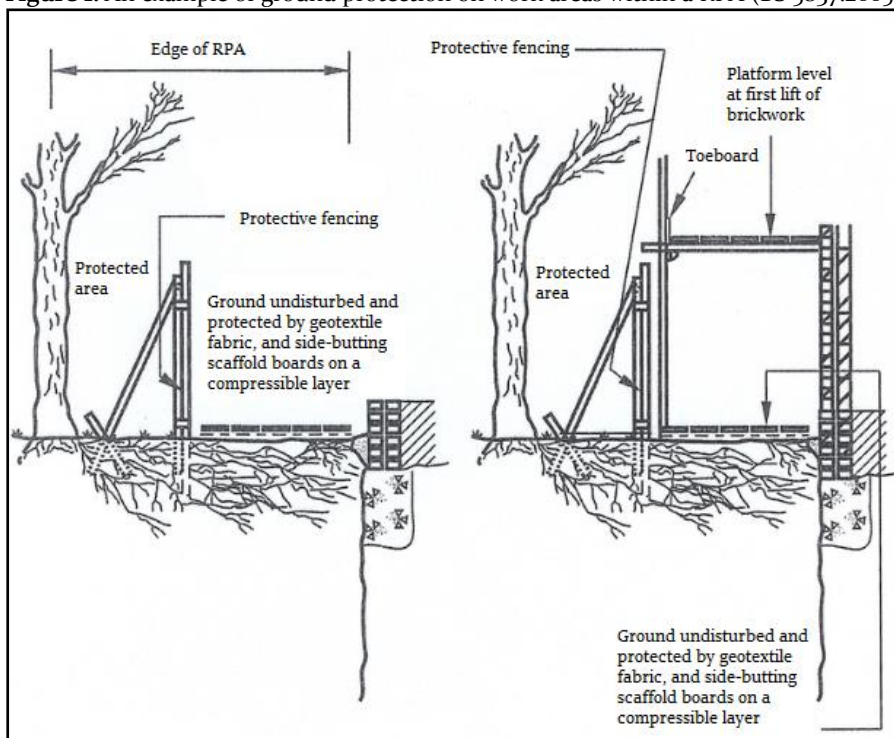 Edge of RPA
Protective fencing
Protected
area
Ground undisturbed and
protected by geotextile
fabric, and side-butting
scaffold boards on a
compressible layer
Protective fencing
Platform level
at first lift of
brickwork
Toeboard
Protected
area
Ground undisturbed and
protected by geotextile
fabric, and side-butting
scaffold boards on a
compressible layer